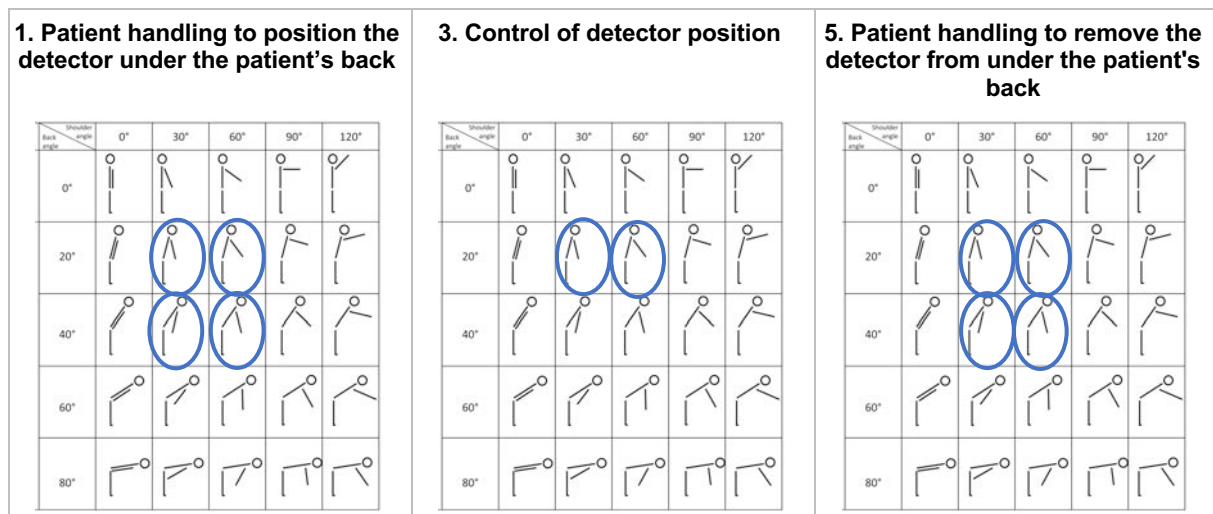 1. Patient handling to position the
detector under the patient’s back
Shoulder
angle
Back
angle
0° 30° 60° 90° 120°
0°
20°
40°
60°
80°
3. Control of detector position
Shoulder
angle
Back
angle
0° 30° 60° 90° 120°
0°
20°
40°
60°
80°
5. Patient handling to remove the
detector from under the patient's
back
Shoulder
angle
Back
angle
0° 30° 60° 90° 120°
0°
20°
40°
60°
80°